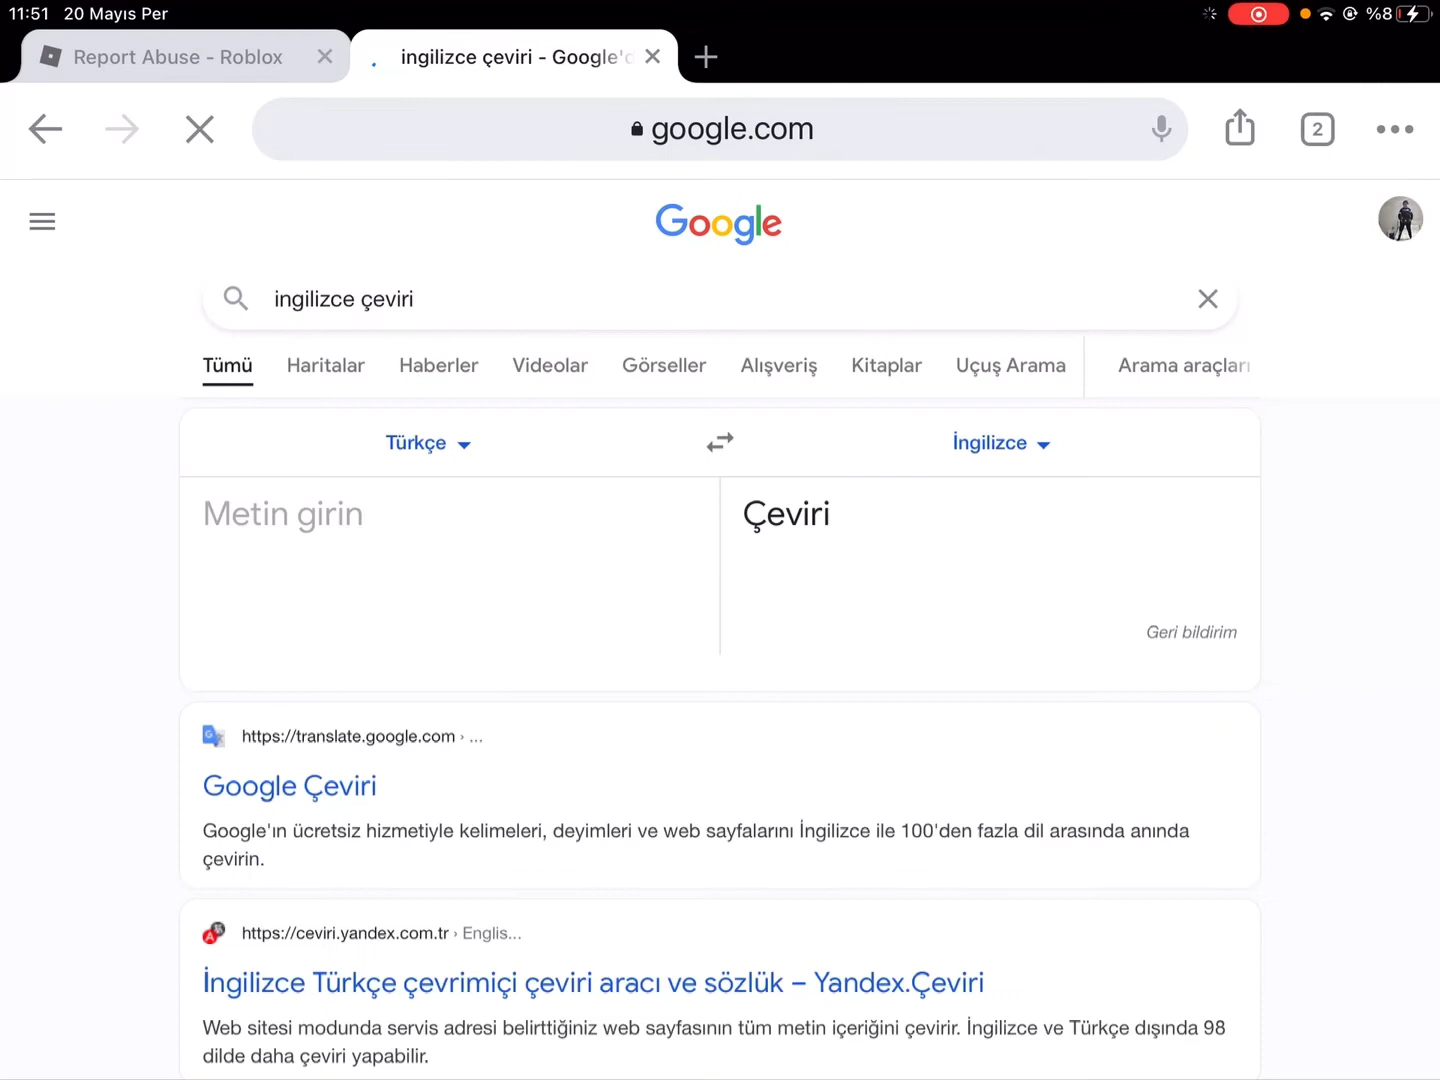 11:51 20 Mayıs Per
%8
Report Abuse - Roblox
ingilizce çeviri - Google'd
google.com
2
Google
ingilizce çeviri
Tümü Haritalar Haberler Videolar Görseller Alışveriş Kitaplar Uçuş Arama Arama araçları
Türkçe İngilizce
Metin girin
Çeviri
Geri bildirim
https://translate.google.com › ...
Google Çeviri
Google'ın ücretsiz hizmetiyle kelimeleri, deyimleri ve web sayfalarını İngilizce ile 100'den fazla dil arasında anında
çevirin.
https://ceviri.yandex.com.tr › Englis...
İngilizce Türkçe çevrimiçi çeviri aracı ve sözlük – Yandex.Çeviri
Web sitesi modunda servis adresi belirttiğiniz web sayfasının tüm metin içeriğini çevirir. İngilizce ve Türkçe dışında 98
dilde daha çeviri yapabilir.